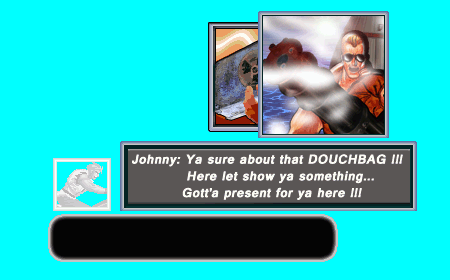 Johnny: Ya sure about that DOUCHBAG !!!
Here let show ya something...
Gott'a present for ya here !!!